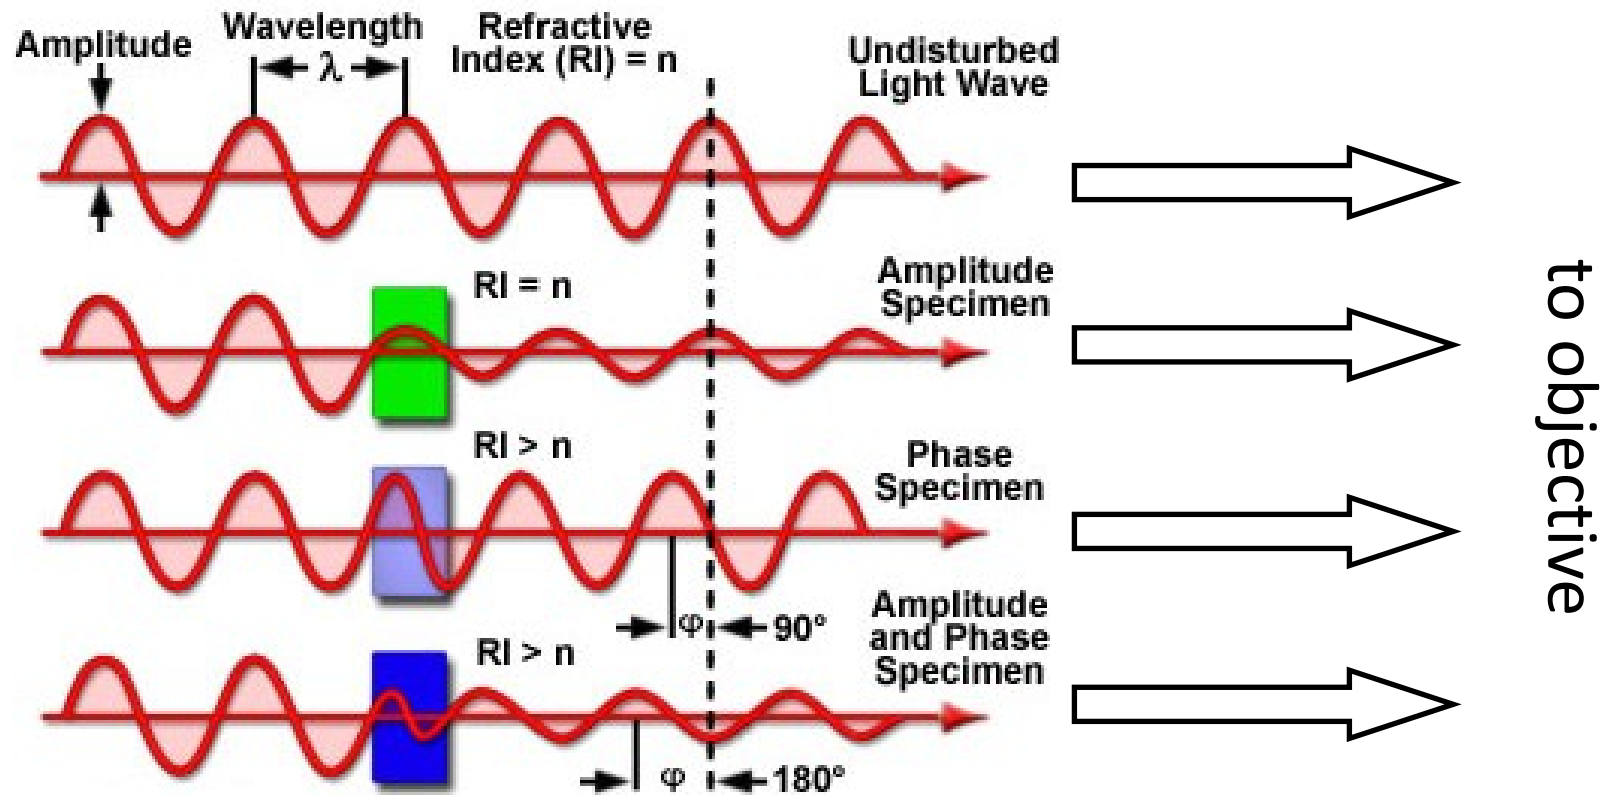 Amplitude
Wavelength
λ
Refractive
Index (RI) = n
Undisturbed
Light Wave
RI = n
Amplitude
Specimen
RI > n
Phase
Specimen
φ
90°
RI > n
Amplitude
and Phase
Specimen
φ
180°
to objective